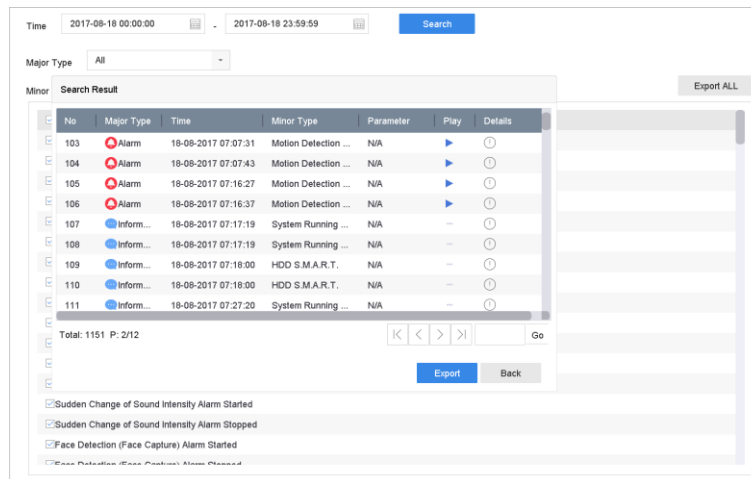 Time 2017-08-18 00:00:00 - 2017-08-18 23:59:59 Search
Major Type All
Minor Search Result Export ALL
No Major Type Time Minor Type Parameter Play Details
103 Alarm 18-08-2017 07:07:31 Motion Detection ... N/A
104 Alarm 18-08-2017 07:07:43 Motion Detection ... N/A
105 Alarm 18-08-2017 07:16:27 Motion Detection ... N/A
106 Alarm 18-08-2017 07:16:37 Motion Detection ... N/A
107 Inform... 18-08-2017 07:17:19 System Running ... N/A —
108 Inform... 18-08-2017 07:17:19 System Running ... N/A —
109 Inform... 18-08-2017 07:18:00 HDD S.M.A.R.T. N/A —
110 Inform... 18-08-2017 07:18:00 HDD S.M.A.R.T. N/A —
111 Inform... 18-08-2017 07:27:20 System Running ... N/A —
Total: 1151 P: 2/12 Go
Export Back
Sudden Change of Sound Intensity Alarm Started
Sudden Change of Sound Intensity Alarm Stopped
Face Detection (Face Capture) Alarm Started
Face Detection (Face Capture) Alarm Stopped